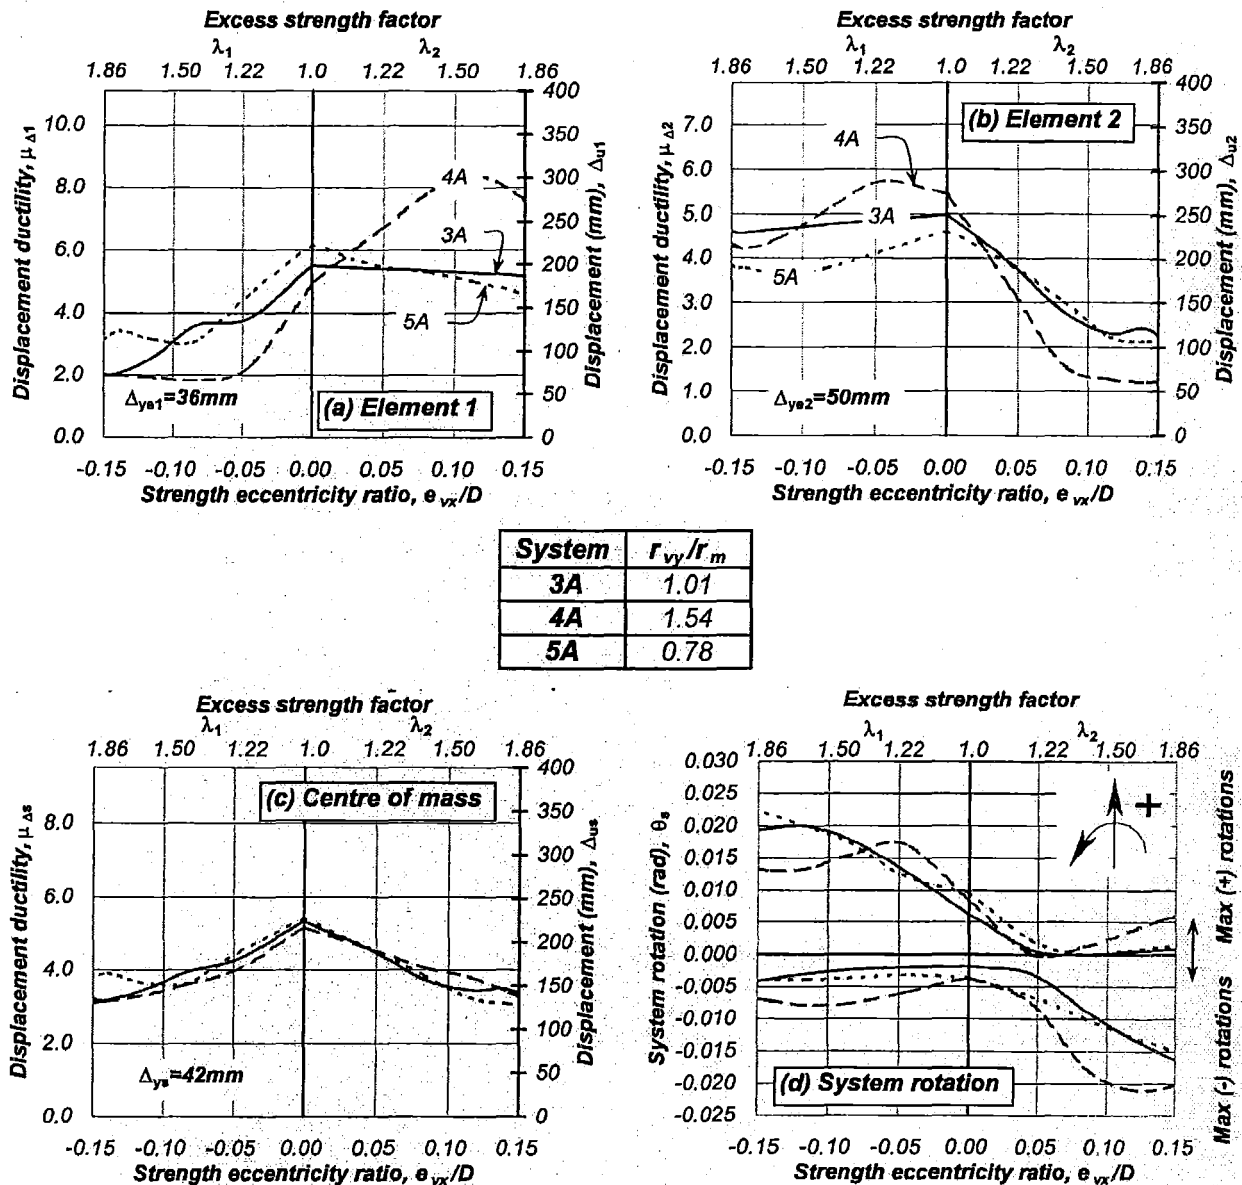 Excess strength factor
λ1 λ2
1.86 1.50 1.22 1.0 1.22 1.50 1.86
Displacement ductility, μΔ1
10.0
8.0
6.0
4.0
2.0
0.0
400
350
300
250
200
150
100
50
0
Displacement (mm), Δu1
4A
3A
5A
Δye1=36mm
(a) Element 1
-0.15 -0.10 -0.05 0.00 0.05 0.10 0.15
Strength eccentricity ratio, e vx/D
Excess strength factor
λ1 λ2
1.86 1.50 1.22 1.0 1.22 1.50 1.86
Displacement ductility, μΔ2
7.0
6.0
5.0
4.0
3.0
2.0
1.0
0.0
400
350
300
250
200
150
100
50
0
Displacement (mm), Δu2
(b) Element 2
4A
3A
5A
Δye2=50mm
-0.15 -0.10 -0.05 0.00 0.05 0.10 0.15
Strength eccentricity ratio, e vx/D
System r vy/r m
3A 1.01
4A 1.54
5A 0.78
Excess strength factor
λ1 λ2
1.86 1.50 1.22 1.0 1.22 1.50 1.86
Displacement ductility, μΔs
8.0
6.0
4.0
2.0
0.0
400
350
300
250
200
150
100
50
0
Displacement (mm), Δus
(c) Centre of mass
Δys=42mm
-0.15 -0.10 -0.05 0.00 0.05 0.10 0.15
Strength eccentricity ratio, e vx/D
Excess strength factor
λ1 λ2
1.86 1.50 1.22 1.0 1.22 1.50 1.86
System rotation (rad), θs
0.030
0.025
0.020
0.015
0.010
0.005
0.000
-0.005
-0.010
-0.015
-0.020
-0.025
+
Max (-) rotations Max (+) rotations
(d) System rotation
-0.15 -0.10 -0.05 0.00 0.05 0.10 0.15
Strength eccentricity ratio, e vx/D